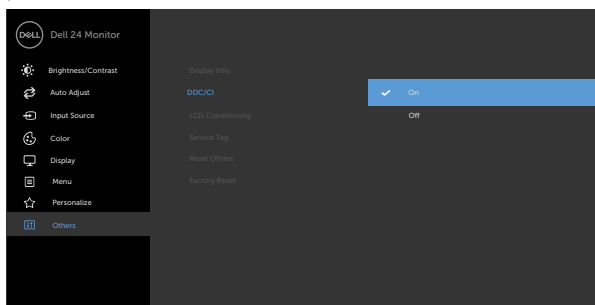 DELL
Dell 24 Monitor
Brightness/Contrast
Auto Adjust
Input Source
Color
Display
Menu
Personalize
Others
Display Info
DDC/CI
LCD Conditioning
Service Tag
Reset Others
Factory Reset
On
Off